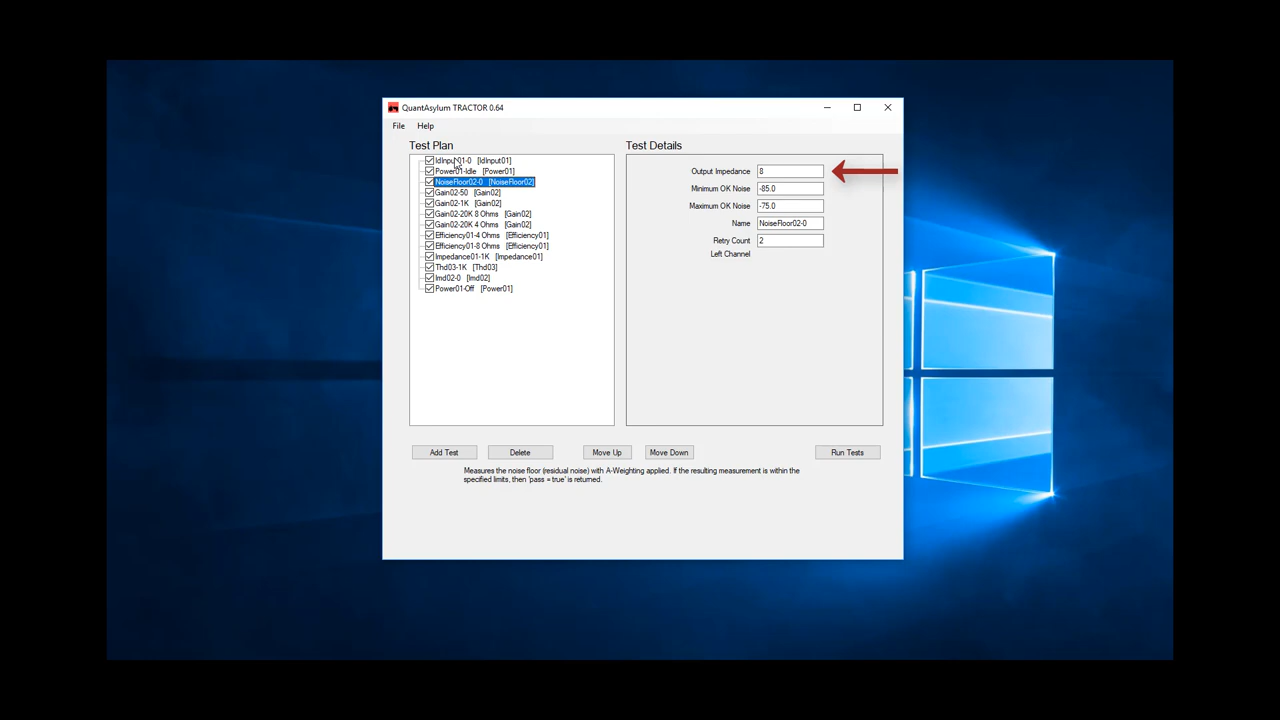 QuantAsylum TRACTOR 0.64
File Help
Test Plan
IdInput01-0 [IdInput01]
Power01-Idle [Power01]
NoiseFloor02-0 [NoiseFloor02]
Gain02-50 [Gain02]
Gain02-1K [Gain02]
Gain02-20K 8 Ohms [Gain02]
Gain02-20K 4 Ohms [Gain02]
Efficiency01-4 Ohms [Efficiency01]
Efficiency01-8 Ohms [Efficiency01]
Impedance01-1K [Impedance01]
Thd03-1K [Thd03]
Imd02-0 [Imd02]
Power01-Off [Power01]
Test Details
Output Impedance 8
Minimum OK Noise -85.0
Maximum OK Noise -75.0
Name NoiseFloor02-0
Retry Count 2
Left Channel
Add Test Delete Move Up Move Down Run Tests
Measures the noise floor (residual noise) with A-Weighting applied. If the resulting measurement is within the
specified limits, then 'pass = true' is returned.